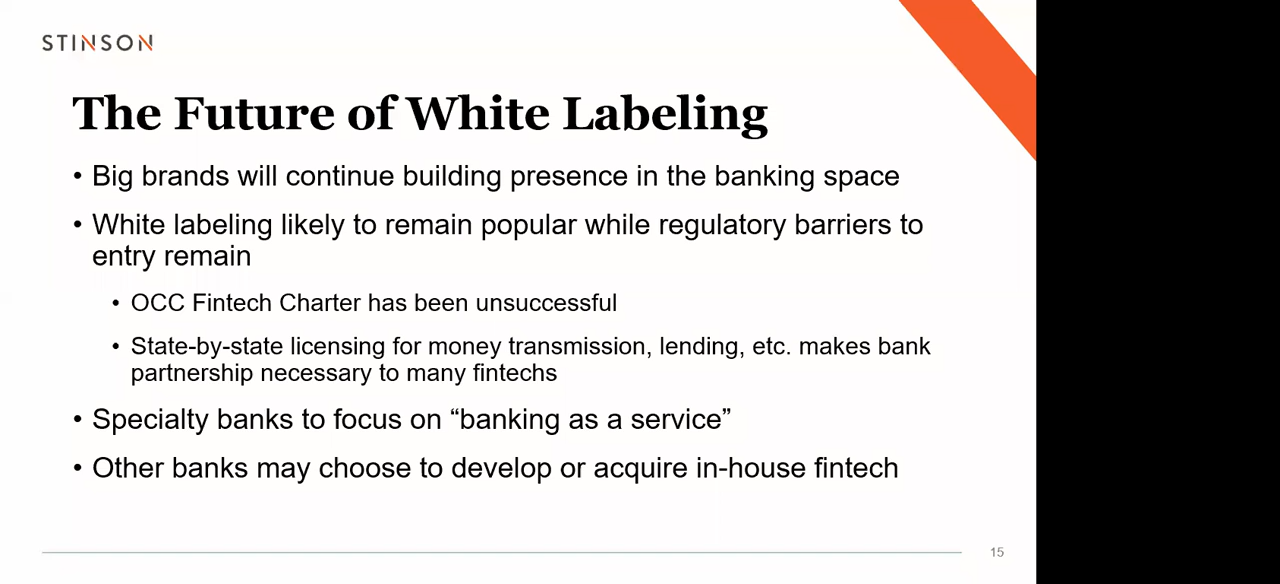 STINSON
The Future of White Labeling
• Big brands will continue building presence in the banking space
• White labeling likely to remain popular while regulatory barriers to
entry remain
• OCC Fintech Charter has been unsuccessful
• State-by-state licensing for money transmission, lending, etc. makes bank
partnership necessary to many fintechs
• Specialty banks to focus on “banking as a service”
• Other banks may choose to develop or acquire in-house fintech
15